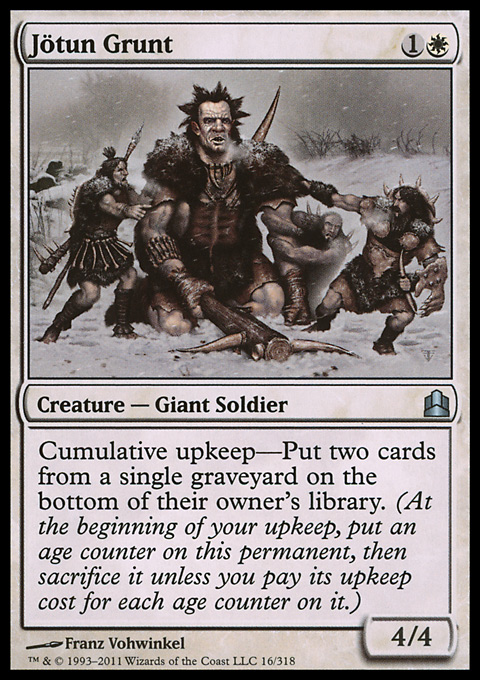 Jötun Grunt 1
Creature — Giant Soldier
Cumulative upkeep—Put two cards
from a single graveyard on the
bottom of their owner's library. (At
the beginning of your upkeep, put an
age counter on this permanent, then
sacrifice it unless you pay its upkeep
cost for each age counter on it.)
Franz Vohwinkel
4/4
™ & © 1993–2011 Wizards of the Coast LLC 16/318